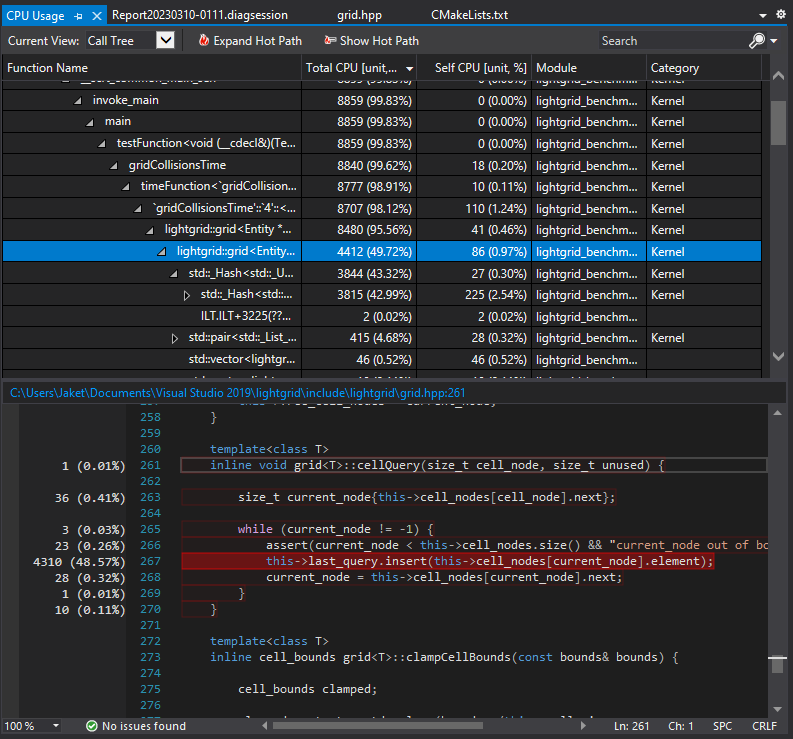 CPU Usage Report20230310-0111.diagsession grid.hpp CMakeLists.txt
Current View: Call Tree Expand Hot Path Show Hot Path Search
Function Name Total CPU [unit,... Self CPU [unit, %] Module Category
invoke_main 8859 (99.83%) 0 (0.00%) lightgrid_benchm... Kernel
main 8859 (99.83%) 0 (0.00%) lightgrid_benchm... Kernel
testFunction<void (__cdecl&)(Te... 8859 (99.83%) 0 (0.00%) lightgrid_benchm... Kernel
gridCollisionsTime 8840 (99.62%) 18 (0.20%) lightgrid_benchm... Kernel
timeFunction<`gridCollision... 8777 (98.91%) 10 (0.11%) lightgrid_benchm... Kernel
`gridCollisionsTime'::`4'::<... 8707 (98.12%) 110 (1.24%) lightgrid_benchm... Kernel
lightgrid::grid<Entity *... 8480 (95.56%) 41 (0.46%) lightgrid_benchm... Kernel
lightgrid::grid<Entity... 4412 (49.72%) 86 (0.97%) lightgrid_benchm... Kernel
std::_Hash<std::_U... 3844 (43.32%) 27 (0.30%) lightgrid_benchm... Kernel
std::_Hash<std::... 3815 (42.99%) 225 (2.54%) lightgrid_benchm... Kernel
ILT.ILT+3225(??... 2 (0.02%) 2 (0.02%) lightgrid_benchm...
std::pair<std::_List_... 415 (4.68%) 28 (0.32%) lightgrid_benchm... Kernel
std::vector<lightgr... 46 (0.52%) 46 (0.52%) lightgrid_benchm...
C:\Users\Jaket\Documents\Visual Studio 2019\lightgrid\include\lightgrid\grid.hpp:261
258 }
259
260 template<class T>
1 (0.01%) 261 inline void grid<T>::cellQuery(size_t cell_node, size_t unused) {
262
36 (0.41%) 263 size_t current_node{this->cell_nodes[cell_node].next};
264
3 (0.03%) 265 while (current_node != -1) {
23 (0.26%) 266 assert(current_node < this->cell_nodes.size() && "current_node out of bo
4310 (48.57%) 267 this->last_query.insert(this->cell_nodes[current_node].element);
28 (0.32%) 268 current_node = this->cell_nodes[current_node].next;
1 (0.01%) 269 }
10 (0.11%) 270 }
271
272 template<class T>
273 inline cell_bounds grid<T>::clampCellBounds(const bounds& bounds) {
274
275 cell_bounds clamped;
276
100 % No issues found Ln: 261 Ch: 1 SPC CRLF